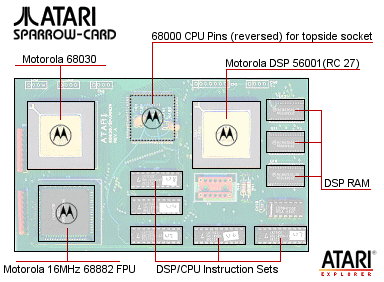 ATARI
SPARROW-CARD
68000 CPU Pins (reversed) for topside socket
Motorola 68030
Motorola DSP 56001(RC 27)
ATARI
DSP RAM
Motorola 16MHz 68882 FPU
DSP/CPU Instruction Sets
ATARI
EXPLORER